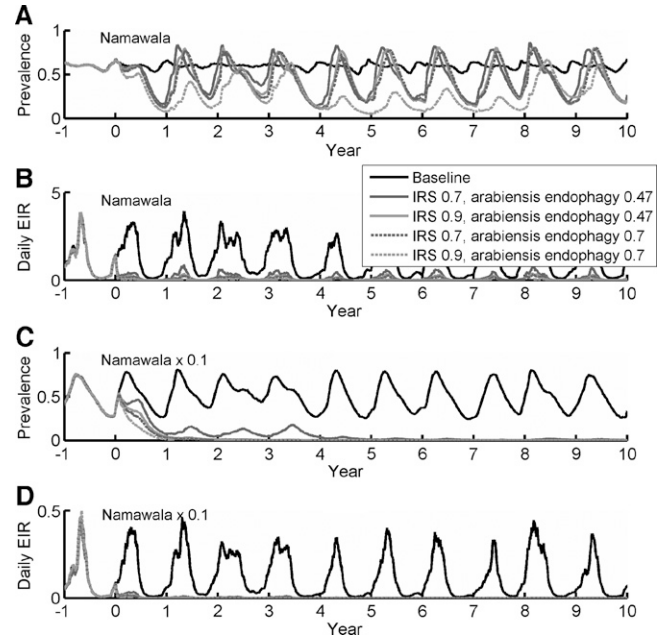 A
Namawala
Prevalence
1
0.5
0
-1 0 1 2 3 4 5 6 7 8 9 10
Year
B
Namawala
Daily EIR
5
0
-1 0 1 2 3 4 5 6 7 8 9 10
Year
Baseline
IRS 0.7, arabiensis endophagy 0.47
IRS 0.9, arabiensis endophagy 0.47
IRS 0.7, arabiensis endophagy 0.7
IRS 0.9, arabiensis endophagy 0.7
C
Namawala x 0.1
Prevalence
1
0.5
0
-1 0 1 2 3 4 5 6 7 8 9 10
Year
D
Namawala x 0.1
Daily EIR
0.5
0
-1 0 1 2 3 4 5 6 7 8 9 10
Year